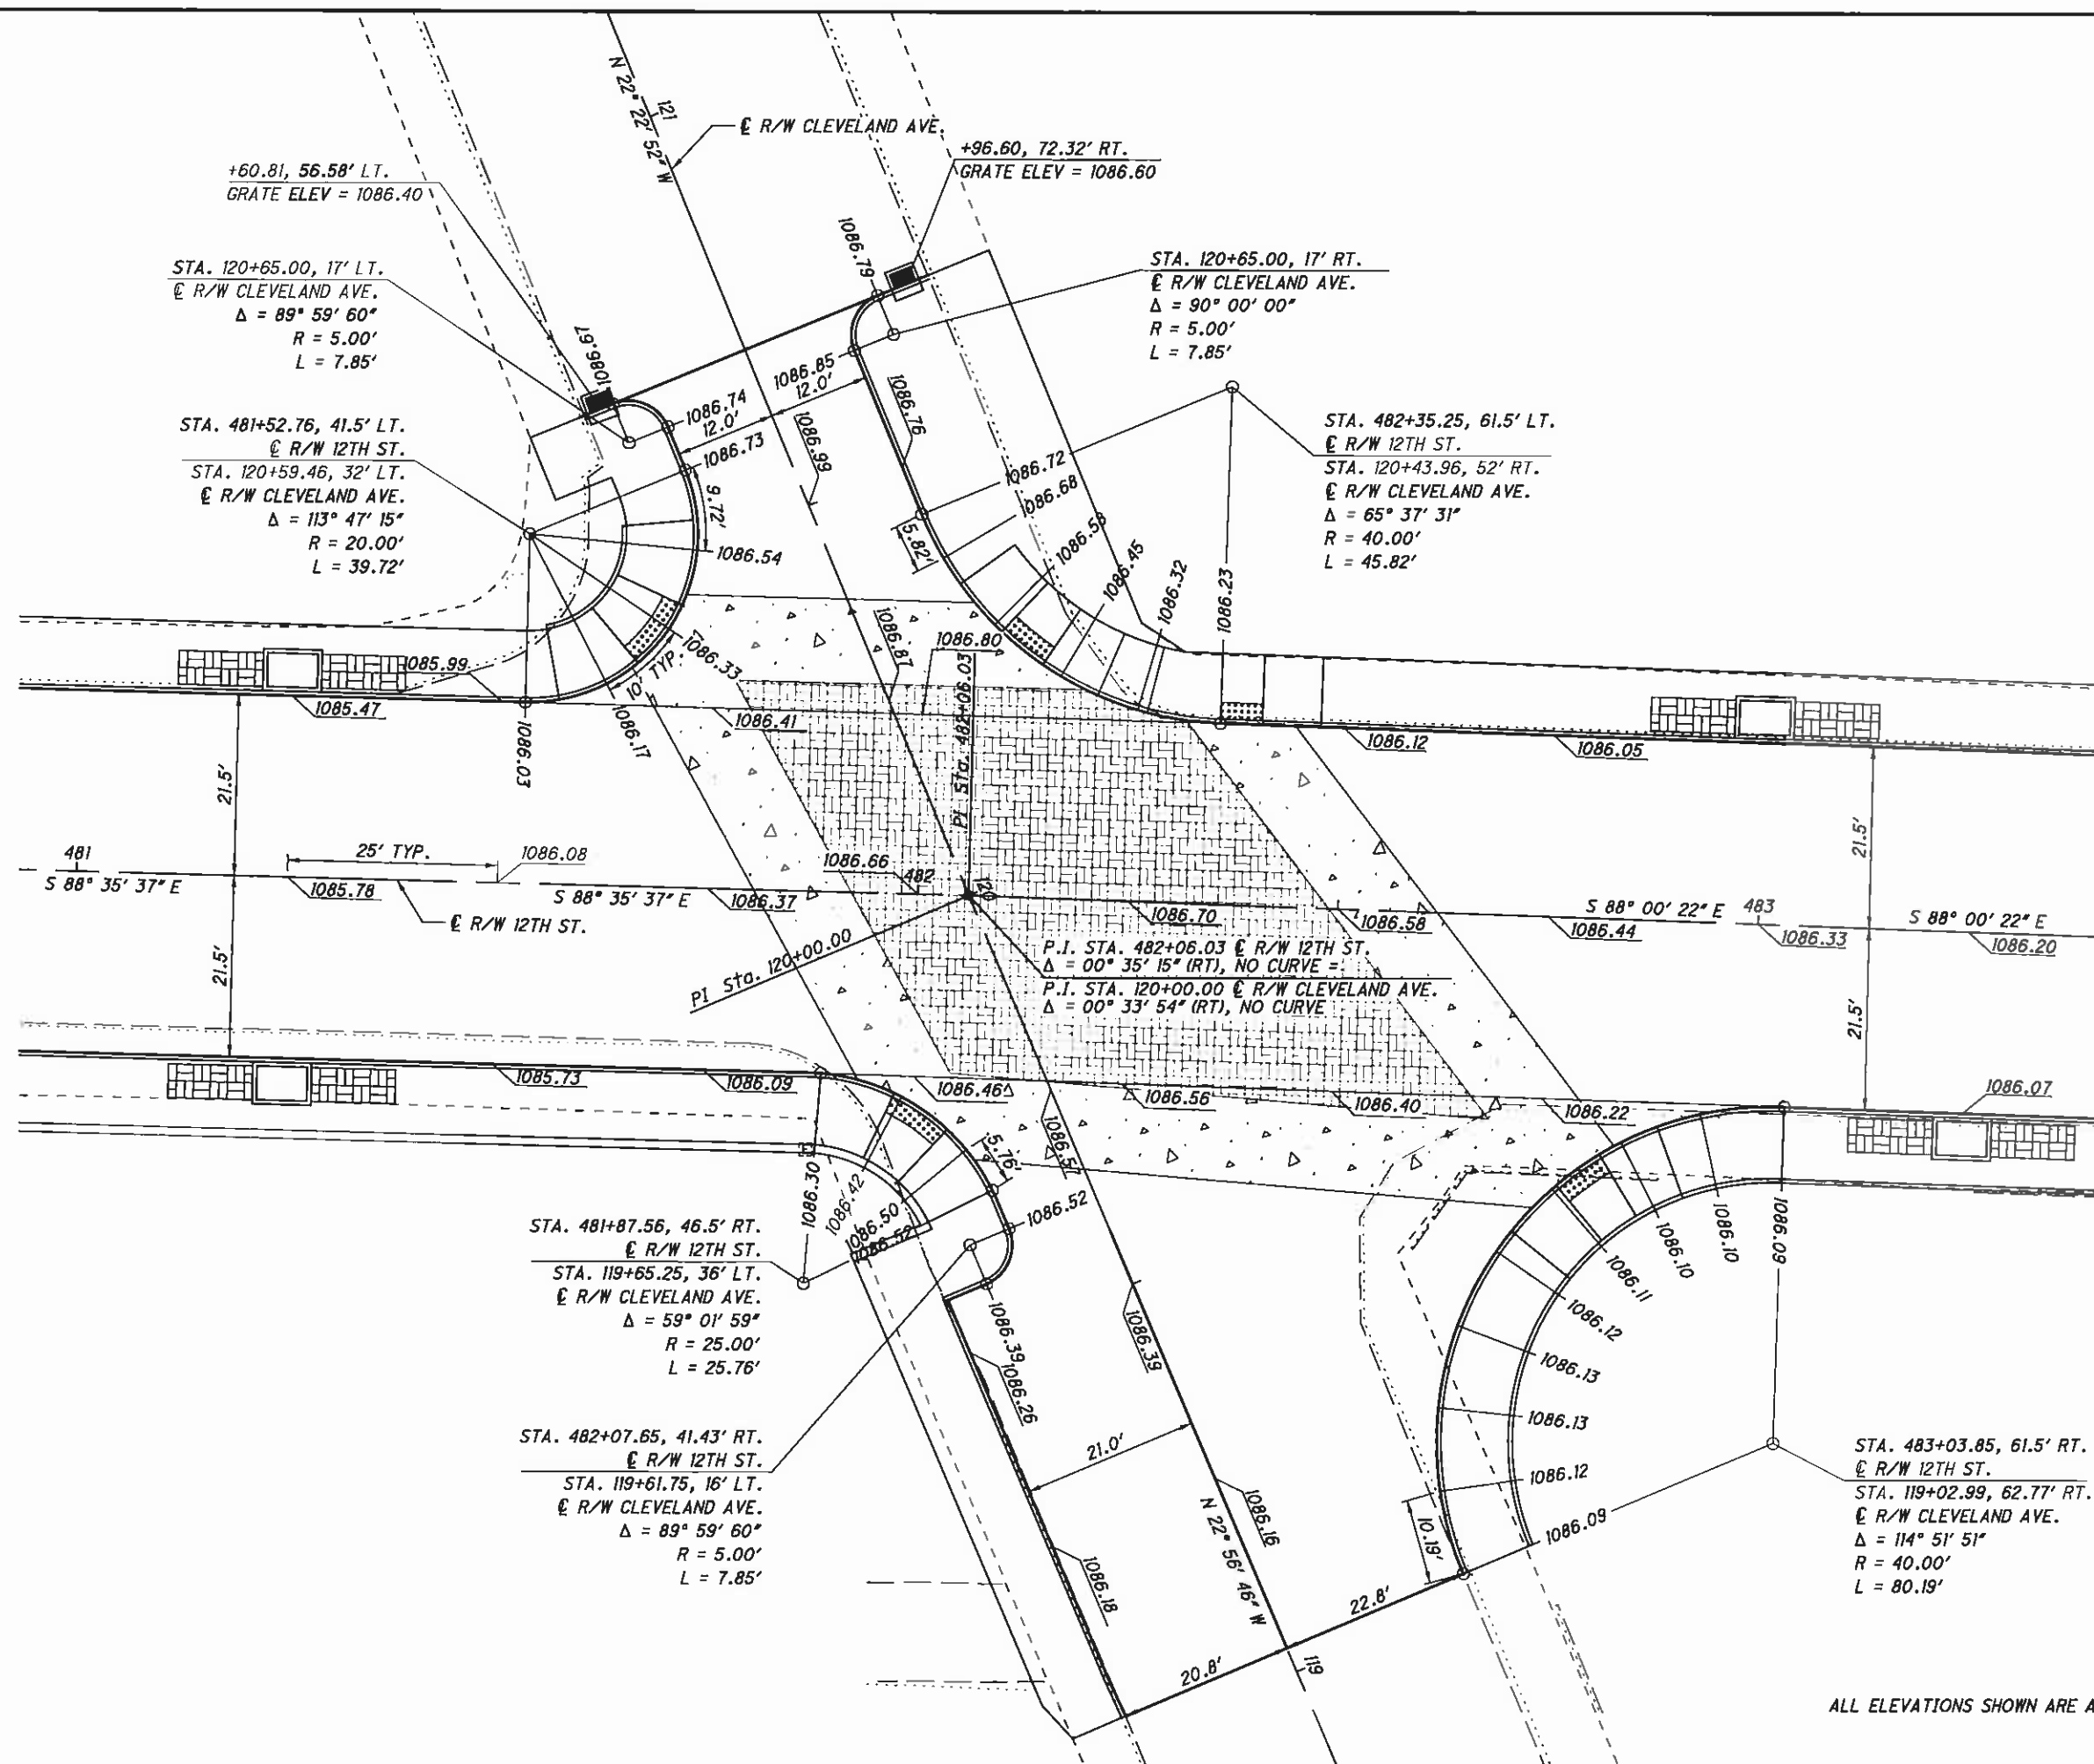 N 22° 22' 52" W
121
℄ R/W CLEVELAND AVE.
+60.81, 56.58' LT.
GRATE ELEV = 1086.40
+96.60, 72.32' RT.
GRATE ELEV = 1086.60
STA. 120+65.00, 17' LT.
℄ R/W CLEVELAND AVE.
Δ = 89° 59' 60"
R = 5.00'
L = 7.85'
STA. 120+65.00, 17' RT.
℄ R/W CLEVELAND AVE.
Δ = 90° 00' 00"
R = 5.00'
L = 7.85'
1086.79
1086.67
1086.85
12.0'
1086.74
12.0'
1086.73
1086.99
1086.76
STA. 481+52.76, 41.5' LT.
℄ R/W 12TH ST.
STA. 120+59.46, 32' LT.
℄ R/W CLEVELAND AVE.
Δ = 113° 47' 15"
R = 20.00'
L = 39.72'
STA. 482+35.25, 61.5' LT.
℄ R/W 12TH ST.
STA. 120+43.96, 52' RT.
℄ R/W CLEVELAND AVE.
Δ = 65° 37' 31"
R = 40.00'
L = 45.82'
9.72'
1086.54
1086.72
1086.68
5.82'
1086.58
1086.45
1086.32
1086.23
1086.87
1086.80
PI Sta. 482+06.03
1086.33
10' TYP.
1086.17
1085.99
1085.47
1086.03
1086.41
1086.12
1086.05
21.5'
21.5'
481
S 88° 35' 37" E
25' TYP.
1086.08
1085.78
℄ R/W 12TH ST.
S 88° 35' 37" E
1086.37
1086.66
482
120
1086.70
1086.58
S 88° 00' 22" E
1086.44
483
1086.33
S 88° 00' 22" E
1086.20
PI Sta. 120+00.00
P.I. STA. 482+06.03 ℄ R/W 12TH ST.
Δ = 00° 35' 15" (RT), NO CURVE =
P.I. STA. 120+00.00 ℄ R/W CLEVELAND AVE.
Δ = 00° 33' 54" (RT), NO CURVE
21.5'
21.5'
1085.73
1086.09
1086.46
1086.56
1086.40
1086.22
1086.07
1086.57
5.76'
1086.30
1086.42
1086.50
1086.52
1086.52
STA. 481+87.56, 46.5' RT.
℄ R/W 12TH ST.
STA. 119+65.25, 36' LT.
℄ R/W CLEVELAND AVE.
Δ = 59° 01' 59"
R = 25.00'
L = 25.76'
1086.39
1086.26
1086.39
1086.09
1086.10
1086.10
1086.11
1086.12
1086.13
1086.13
1086.12
1086.09
10.19'
STA. 482+07.65, 41.43' RT.
℄ R/W 12TH ST.
STA. 119+61.75, 16' LT.
℄ R/W CLEVELAND AVE.
Δ = 89° 59' 60"
R = 5.00'
L = 7.85'
21.0'
1086.16
N 22° 56' 46" W
1086.18
22.8'
20.8'
119
STA. 483+03.85, 61.5' RT.
℄ R/W 12TH ST.
STA. 119+02.99, 62.77' RT.
℄ R/W CLEVELAND AVE.
Δ = 114° 51' 51"
R = 40.00'
L = 80.19'
ALL ELEVATIONS SHOWN ARE A